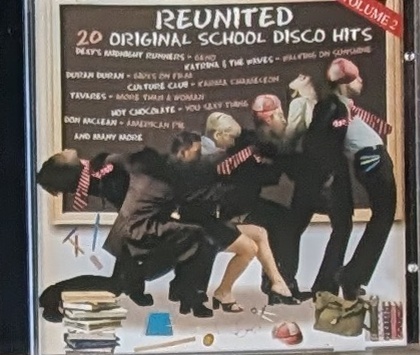 VOLUME 2
REUNITED
20 ORIGINAL SCHOOL DISCO HITS
DEXY'S MIDNIGHT RUNNERS - GENO
KATRINA & THE WAVES - WALKING ON SUNSHINE
DURAN DURAN - GIRLS ON FILM
CULTURE CLUB - KARMA CHAMELEON
TAVARES - MORE THAN A WOMAN
HOT CHOCOLATE - YOU SEXY THING
DON MCLEAN - AMERICAN PIE
AND MANY MORE